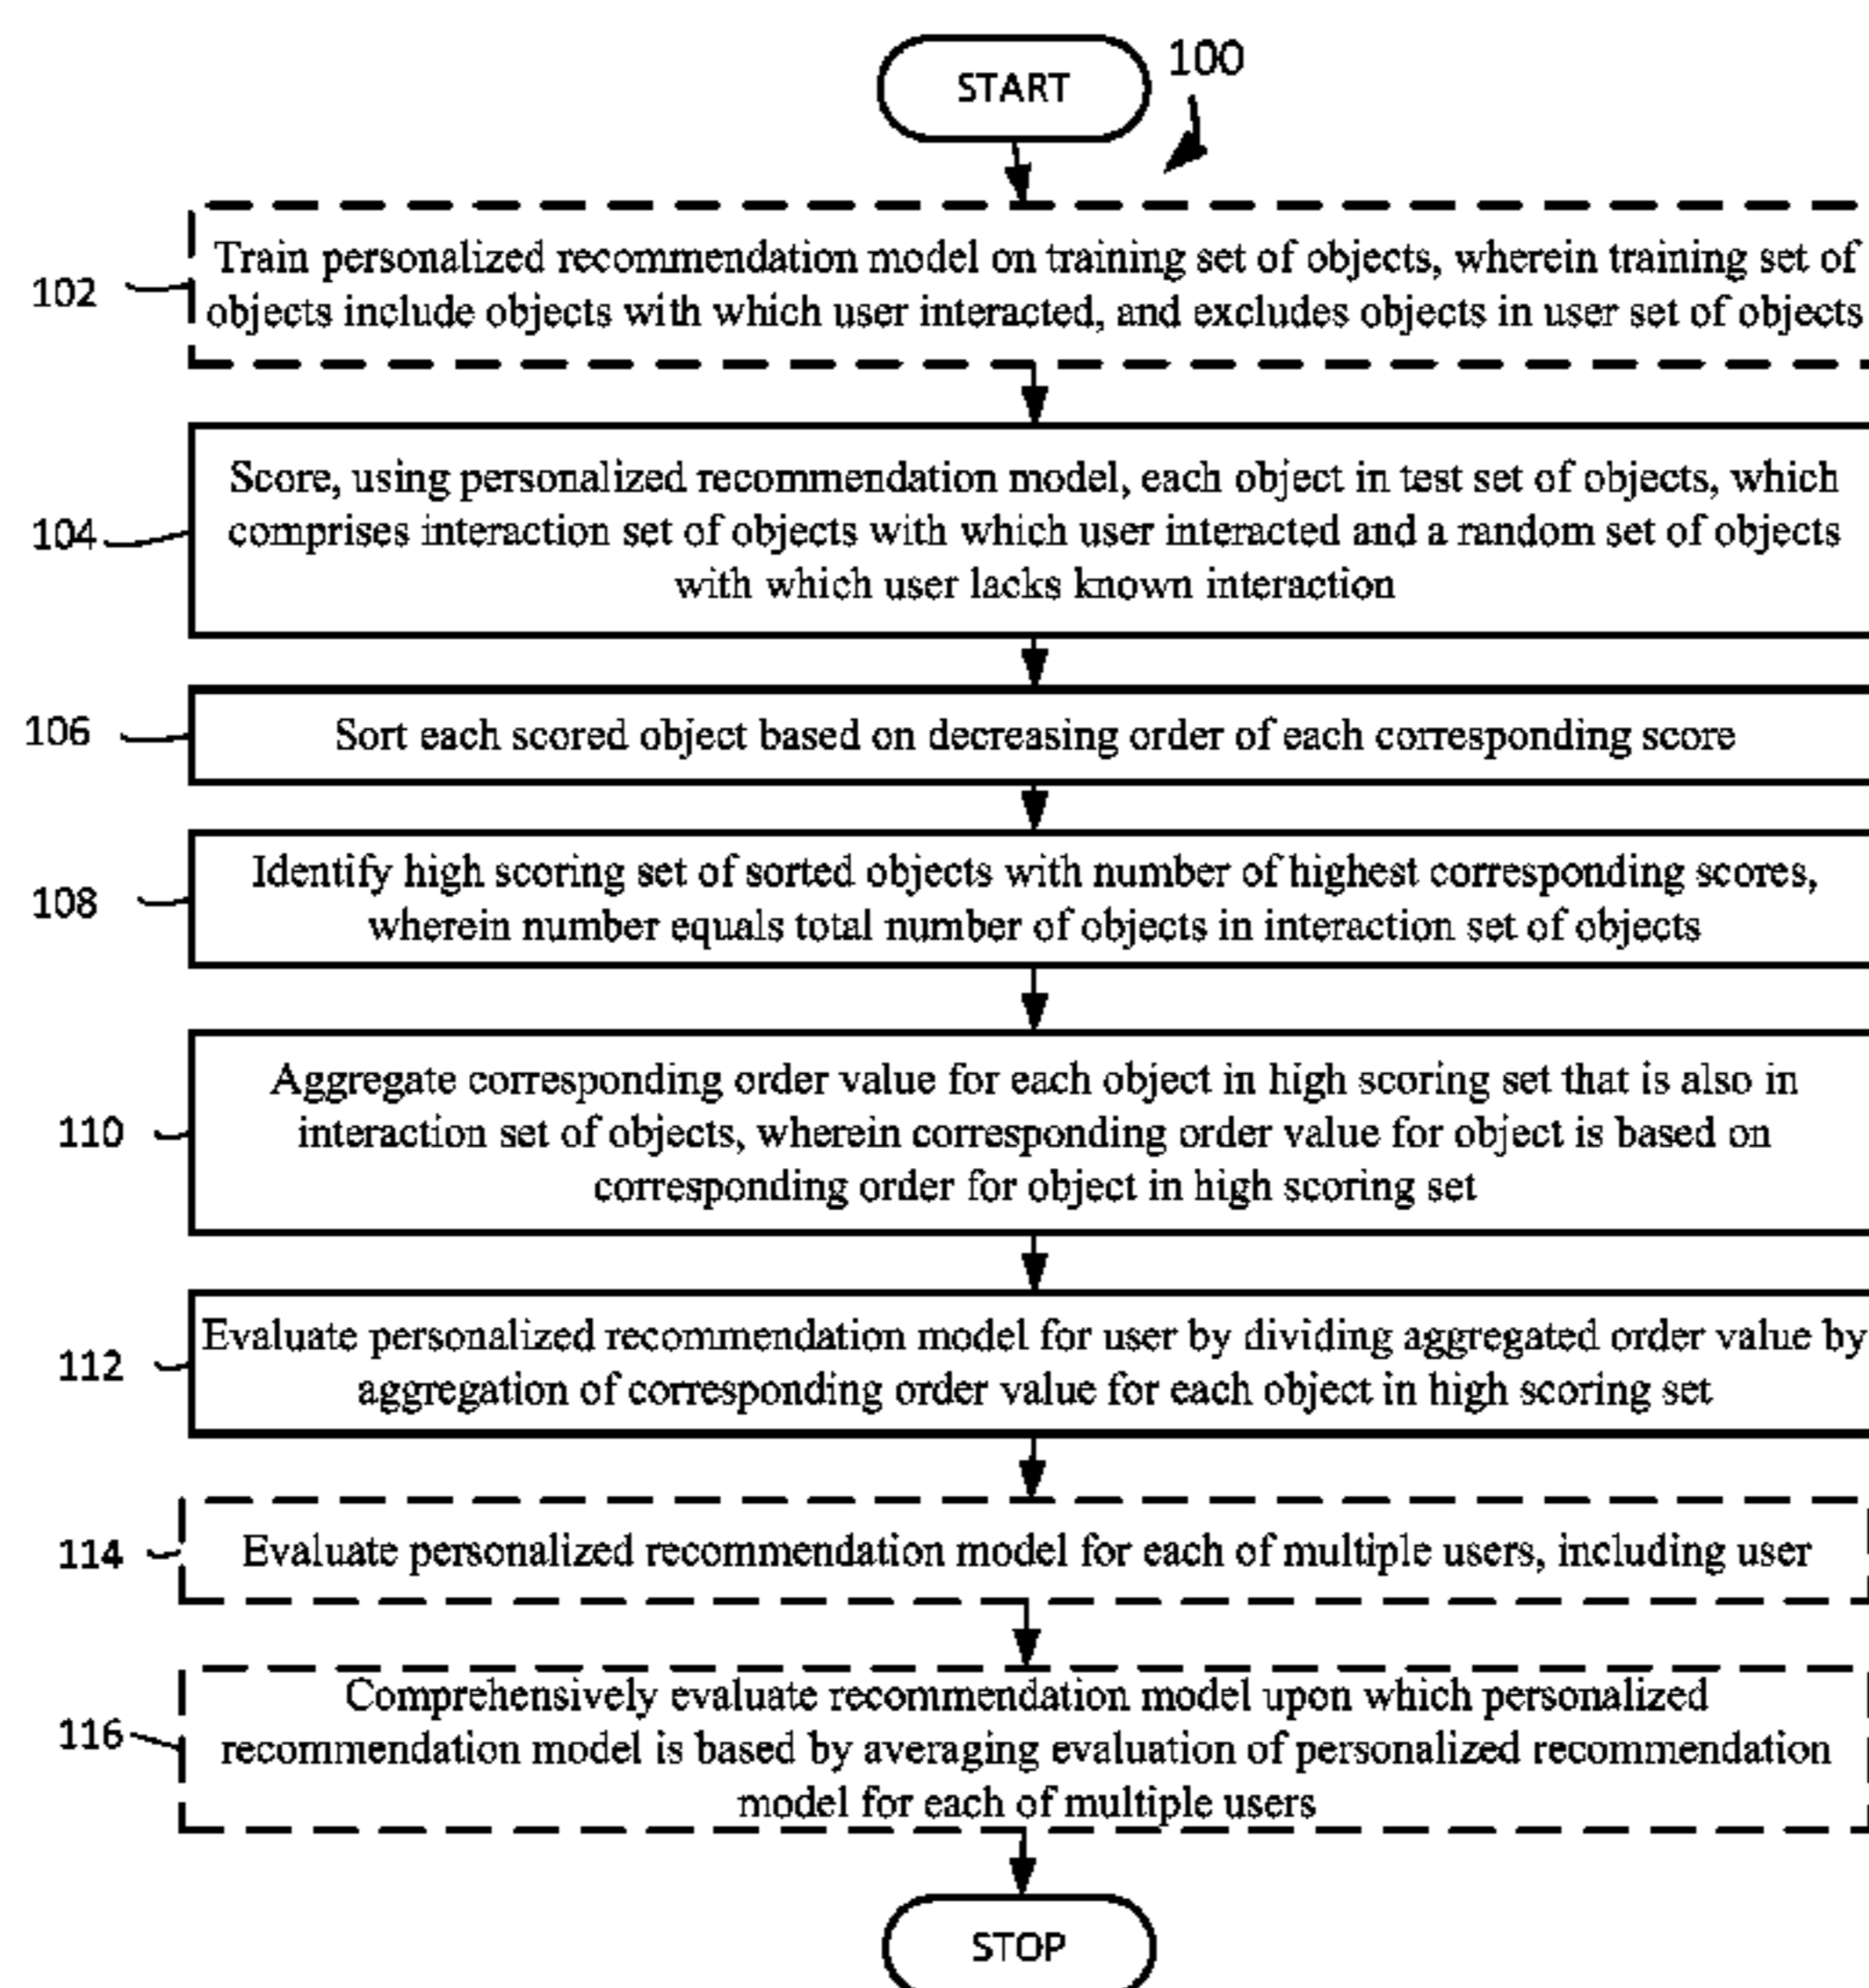 START
100
102
Train personalized recommendation model on training set of objects, wherein training set of
objects include objects with which user interacted, and excludes objects in user set of objects
104
Score, using personalized recommendation model, each object in test set of objects, which
comprises interaction set of objects with which user interacted and a random set of objects
with which user lacks known interaction
106
Sort each scored object based on decreasing order of each corresponding score
108
Identify high scoring set of sorted objects with number of highest corresponding scores,
wherein number equals total number of objects in interaction set of objects
110
Aggregate corresponding order value for each object in high scoring set that is also in
interaction set of objects, wherein corresponding order value for object is based on
corresponding order for object in high scoring set
112
Evaluate personalized recommendation model for user by dividing aggregated order value by
aggregation of corresponding order value for each object in high scoring set
114
Evaluate personalized recommendation model for each of multiple users, including user
116
Comprehensively evaluate recommendation model upon which personalized
recommendation model is based by averaging evaluation of personalized recommendation
model for each of multiple users
STOP